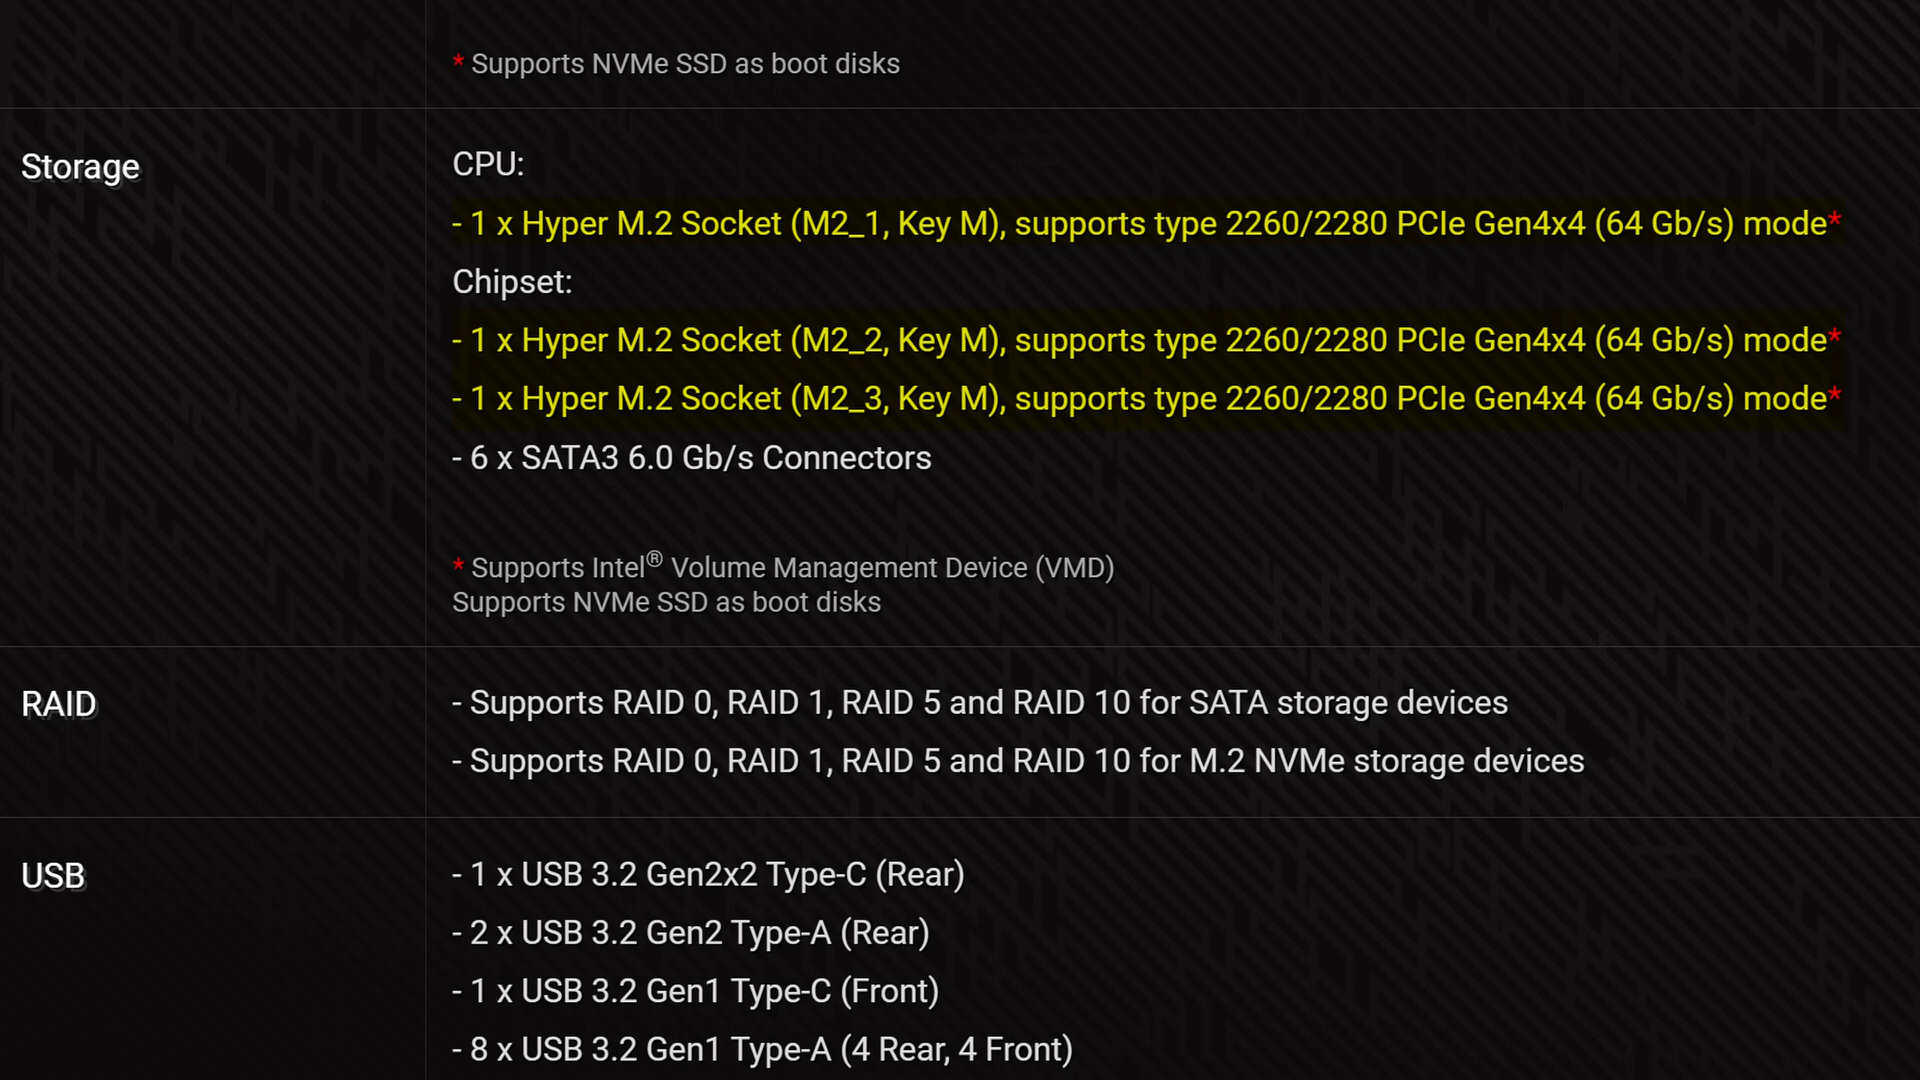 * Supports NVMe SSD as boot disks
Storage
CPU:
- 1 x Hyper M.2 Socket (M2_1, Key M), supports type 2260/2280 PCIe Gen4x4 (64 Gb/s) mode*
Chipset:
- 1 x Hyper M.2 Socket (M2_2, Key M), supports type 2260/2280 PCIe Gen4x4 (64 Gb/s) mode*
- 1 x Hyper M.2 Socket (M2_3, Key M), supports type 2260/2280 PCIe Gen4x4 (64 Gb/s) mode*
- 6 x SATA3 6.0 Gb/s Connectors
* Supports Intel® Volume Management Device (VMD)
Supports NVMe SSD as boot disks
RAID
- Supports RAID 0, RAID 1, RAID 5 and RAID 10 for SATA storage devices
- Supports RAID 0, RAID 1, RAID 5 and RAID 10 for M.2 NVMe storage devices
USB
- 1 x USB 3.2 Gen2x2 Type-C (Rear)
- 2 x USB 3.2 Gen2 Type-A (Rear)
- 1 x USB 3.2 Gen1 Type-C (Front)
- 8 x USB 3.2 Gen1 Type-A (4 Rear, 4 Front)